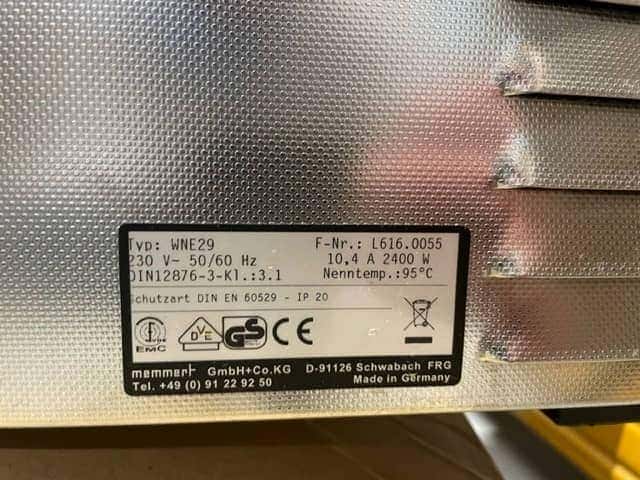 Typ: WNE29 F-Nr.: L616.0055
230 V~ 50/60 Hz 10,4 A 2400 W
DIN12876-3-Kl.:3.1 Nenntemp.:95°C
Schutzart DIN EN 60529 - IP 20
EMC DVE GS CE
memmert GmbH+Co.KG D-91126 Schwabach FRG
Tel. +49 (0) 91 22 92 50 Made in Germany